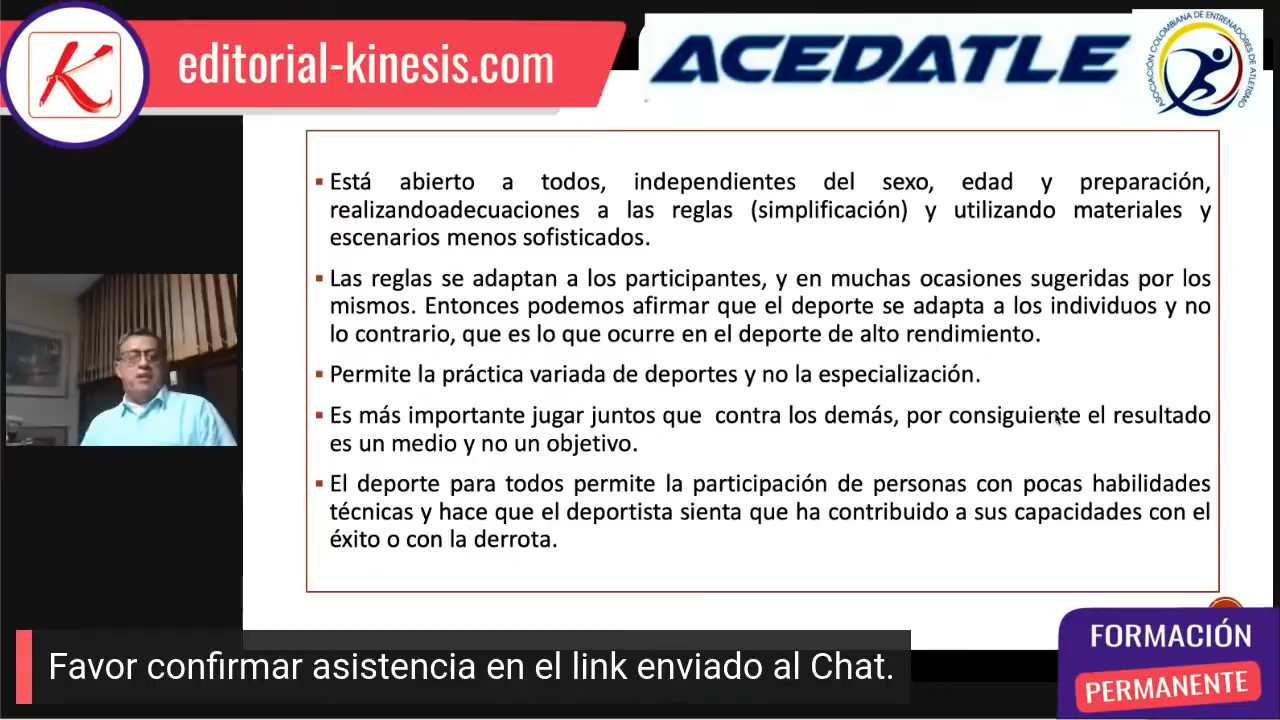 K
editorial-kinesis.com
ACEDATLE
ASOCIACIÓN COLOMBIANA DE ENTRENADORES DE ATLETISMO
▪ Está abierto a todos, independientes del sexo, edad y preparación,
realizandoadecuaciones a las reglas (simplificación) y utilizando materiales y
escenarios menos sofisticados.
▪ Las reglas se adaptan a los participantes, y en muchas ocasiones sugeridas por los
mismos. Entonces podemos afirmar que el deporte se adapta a los individuos y no
lo contrario, que es lo que ocurre en el deporte de alto rendimiento.
▪ Permite la práctica variada de deportes y no la especialización.
▪ Es más importante jugar juntos que contra los demás, por consiguiente el resultado
es un medio y no un objetivo.
▪ El deporte para todos permite la participación de personas con pocas habilidades
técnicas y hace que el deportista sienta que ha contribuido a sus capacidades con el
éxito o con la derrota.
Favor confirmar asistencia en el link enviado al Chat.
FORMACIÓN
PERMANENTE